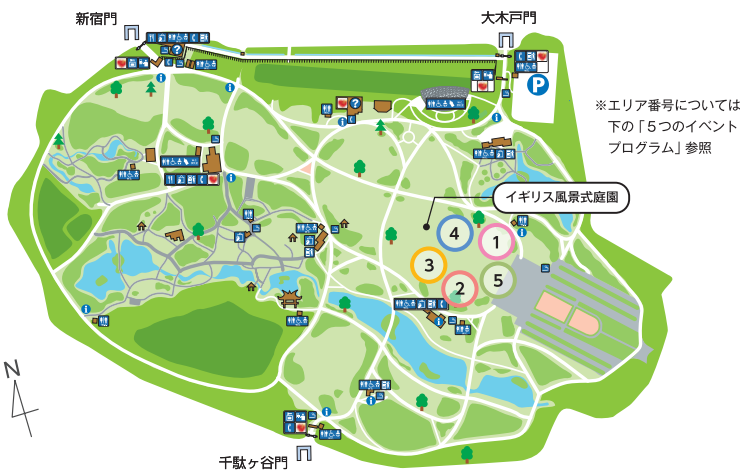 新宿門
大木戸門
P
※エリア番号については
下の「５つのイベント
プログラム」参照
イギリス風景式庭園
4
1
3
2
5
N
千駄ヶ谷門